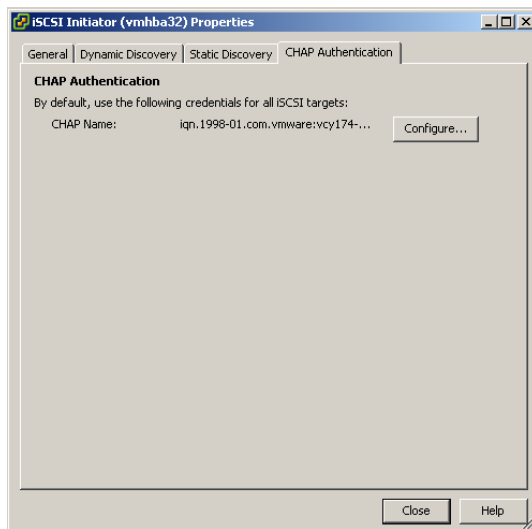 iSCSI Initiator (vmhba32) Properties
General Dynamic Discovery Static Discovery CHAP Authentication
CHAP Authentication
By default, use the following credentials for all iSCSI targets:
CHAP Name: iqn.1998-01.com.vmware:vcy174-... Configure...
Close Help